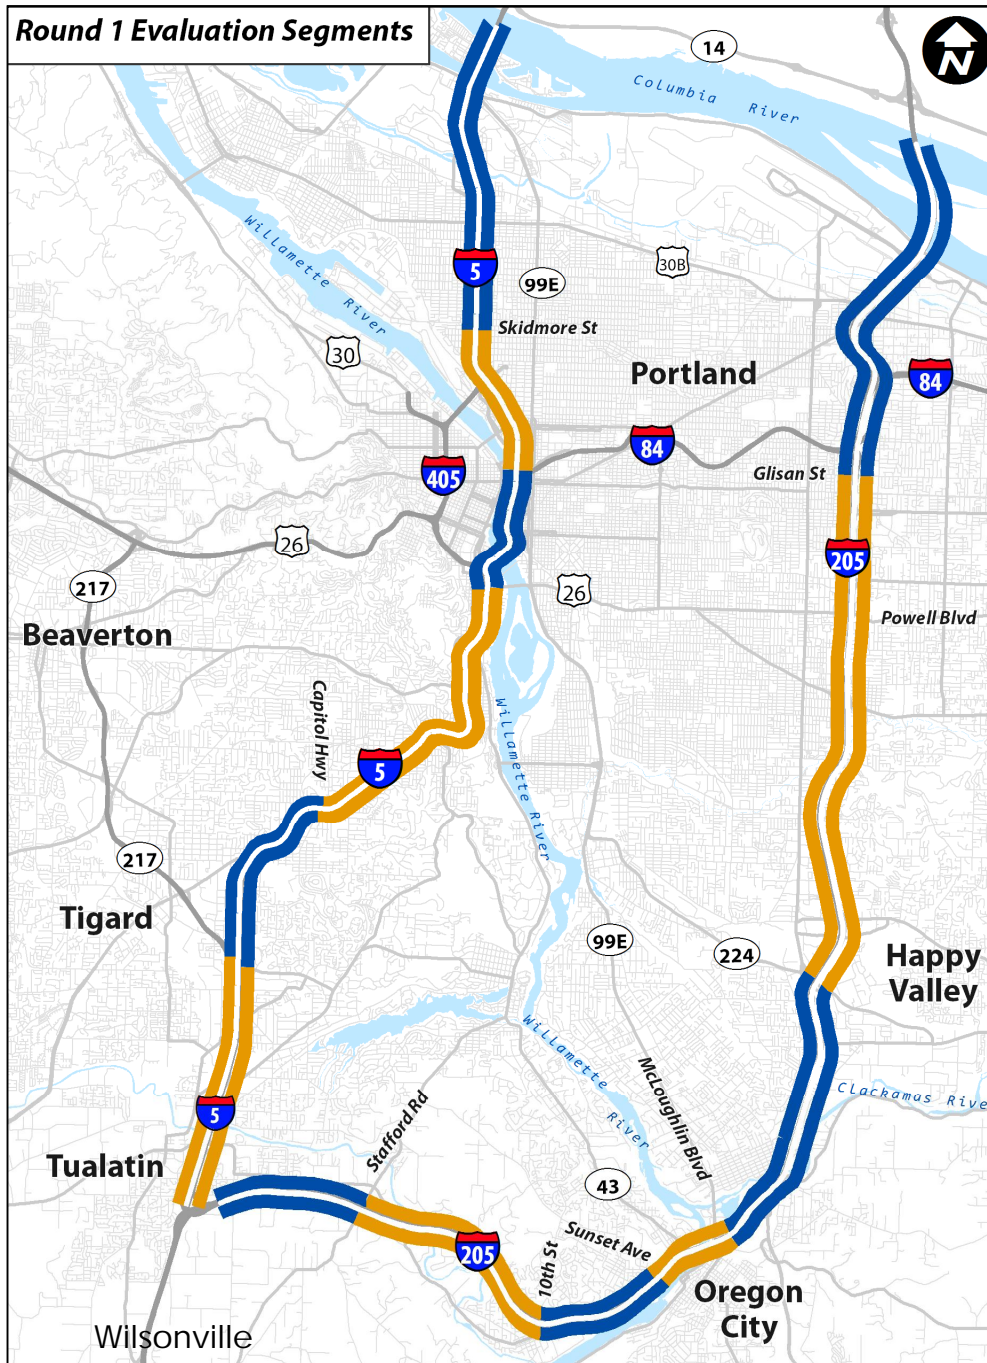 Round 1 Evaluation Segments
N
14
Columbia River
Willamette River
5
99E
30B
Skidmore St
30
Portland
84
84
405
Glisan St
26
205
217
26
Powell Blvd
Beaverton
Capitol Hwy
Willamette River
5
217
Tigard
99E
224
Happy
Valley
Willamette
River
McLoughlin Blvd
Clackamas River
5
Stafford Rd
Tualatin
43
Sunset Ave
205
10th St
Oregon
City
Wilsonville